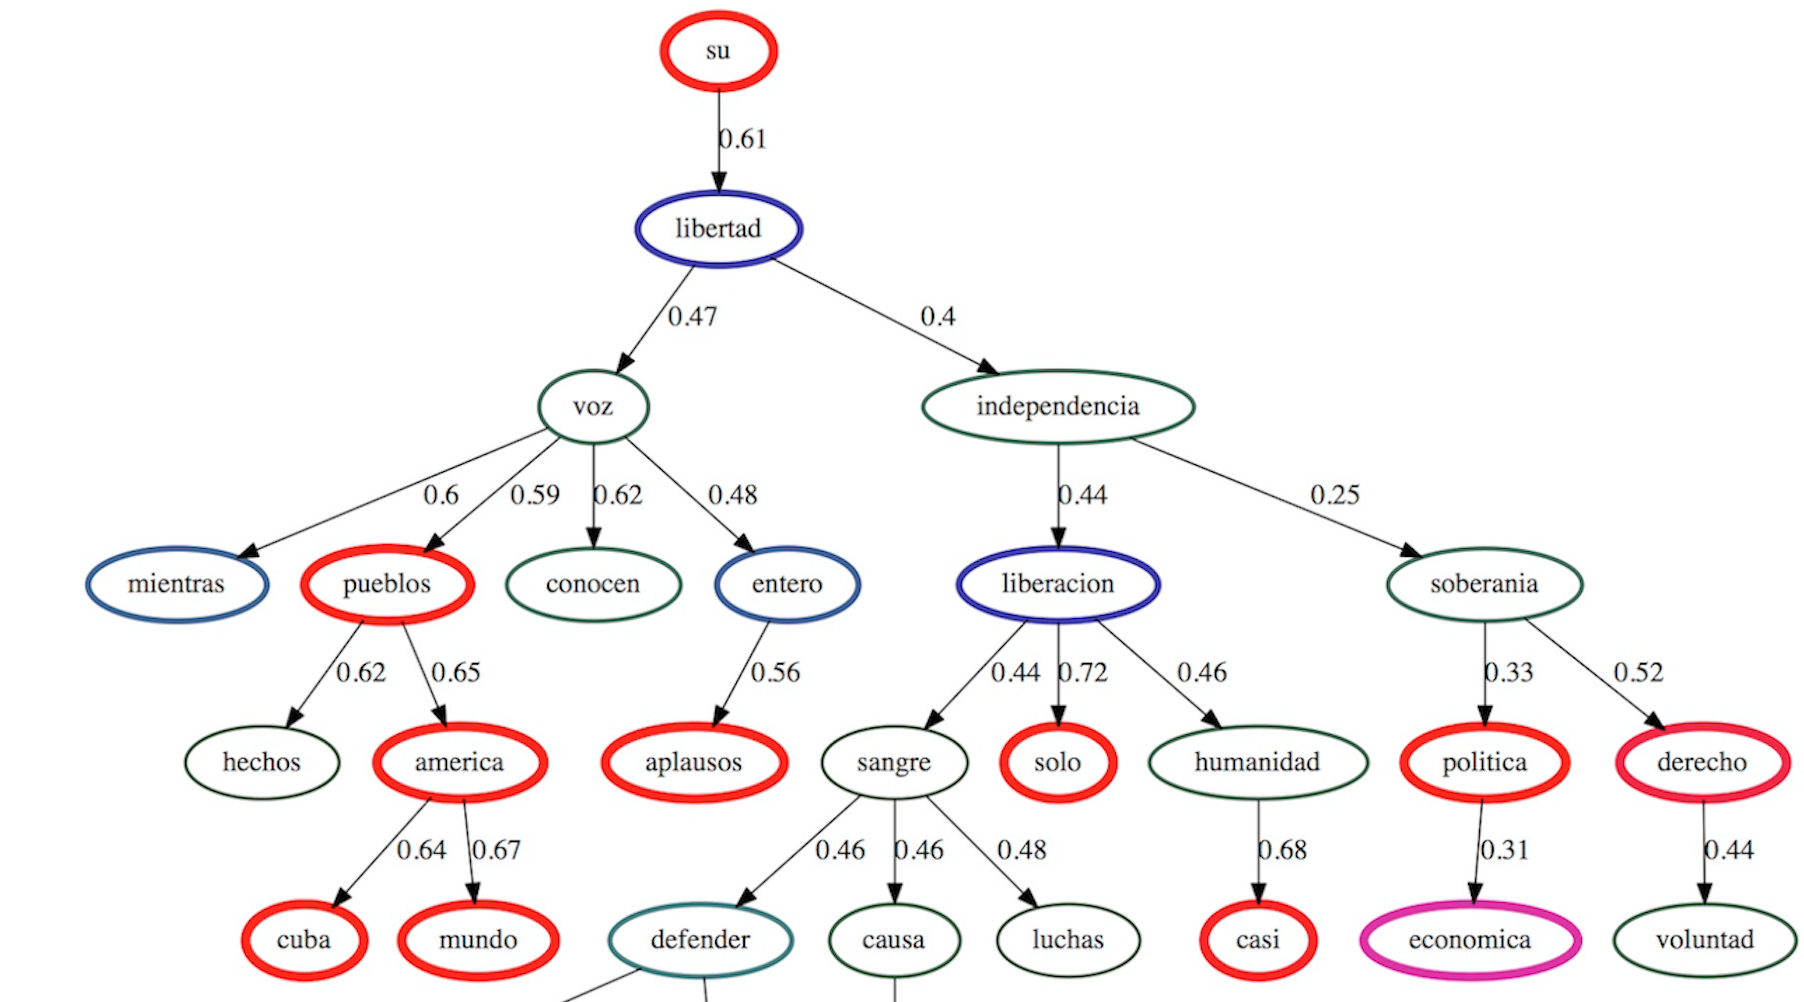 su
0.61
libertad
0.47 0.4
voz independencia
0.6 0.59 0.62 0.48 0.44 0.25
mientras pueblos conocen entero liberacion soberania
0.62 0.65 0.56 0.44 0.72 0.46 0.33 0.52
hechos america aplausos sangre solo humanidad politica derecho
0.64 0.67 0.46 0.46 0.48 0.68 0.31 0.44
cuba mundo defender causa luchas casi economica voluntad